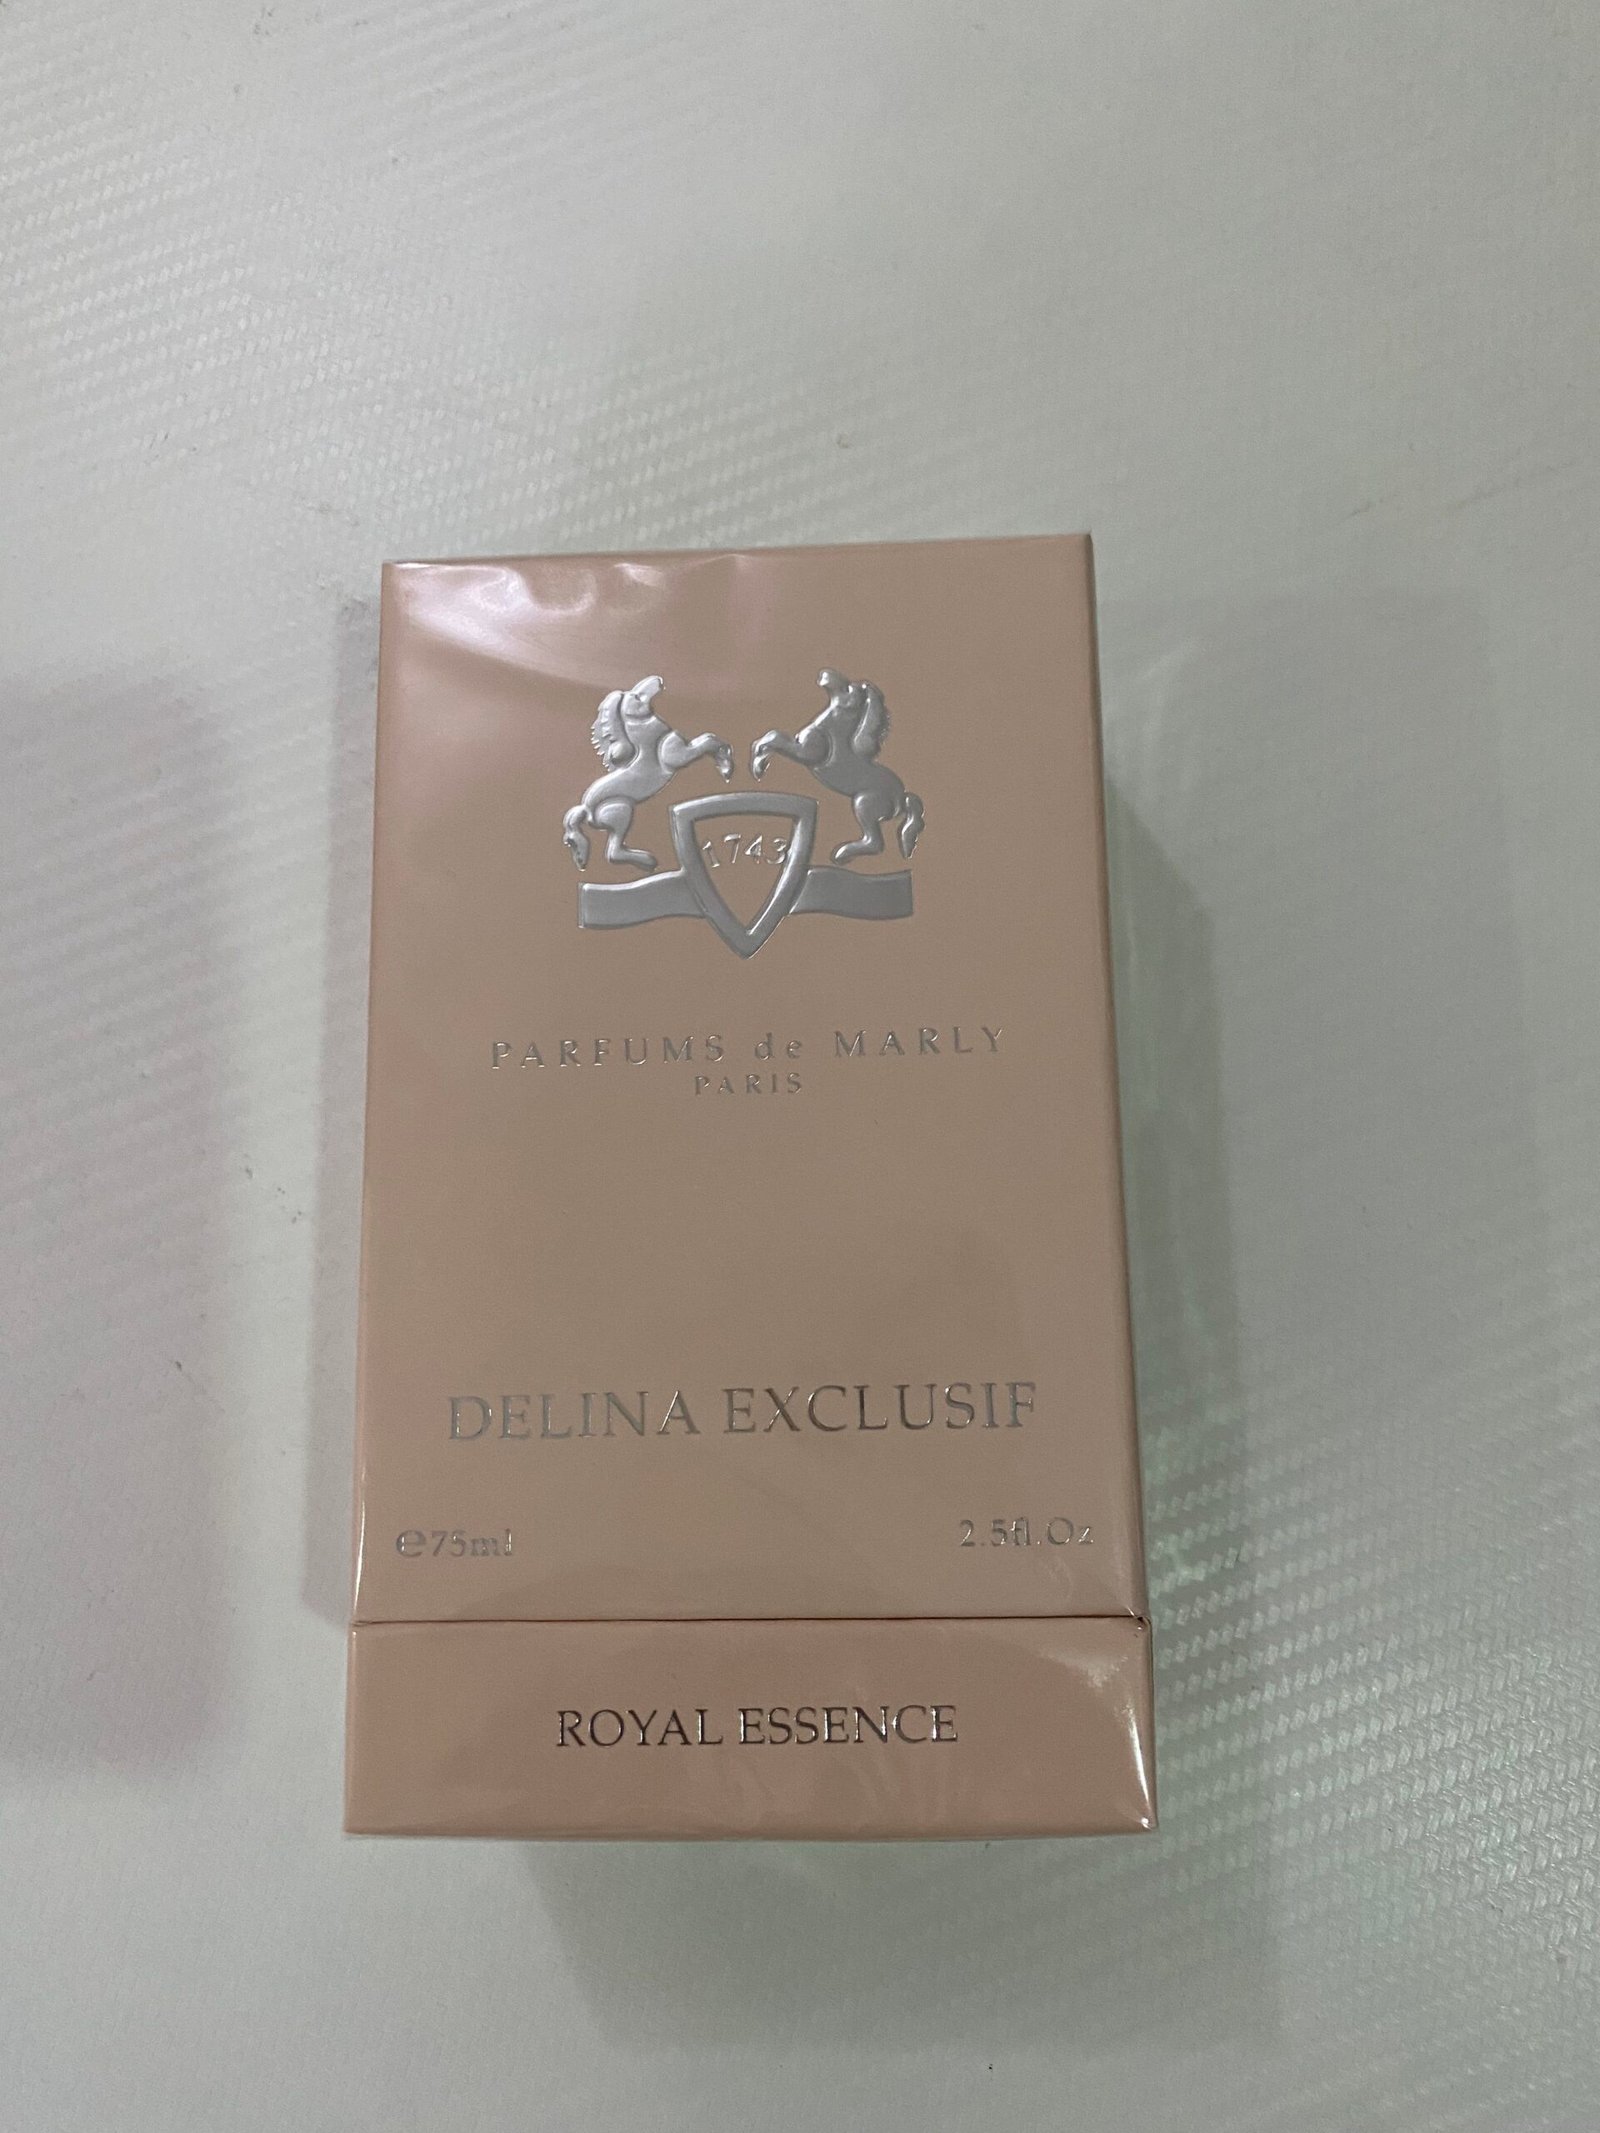 1743
PARFUMS de MARLY
PARIS
DELINA EXCLUSIF
℮75ml 2.5fl.Oz
ROYAL ESSENCE